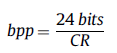 bpp = 24 bits / CR